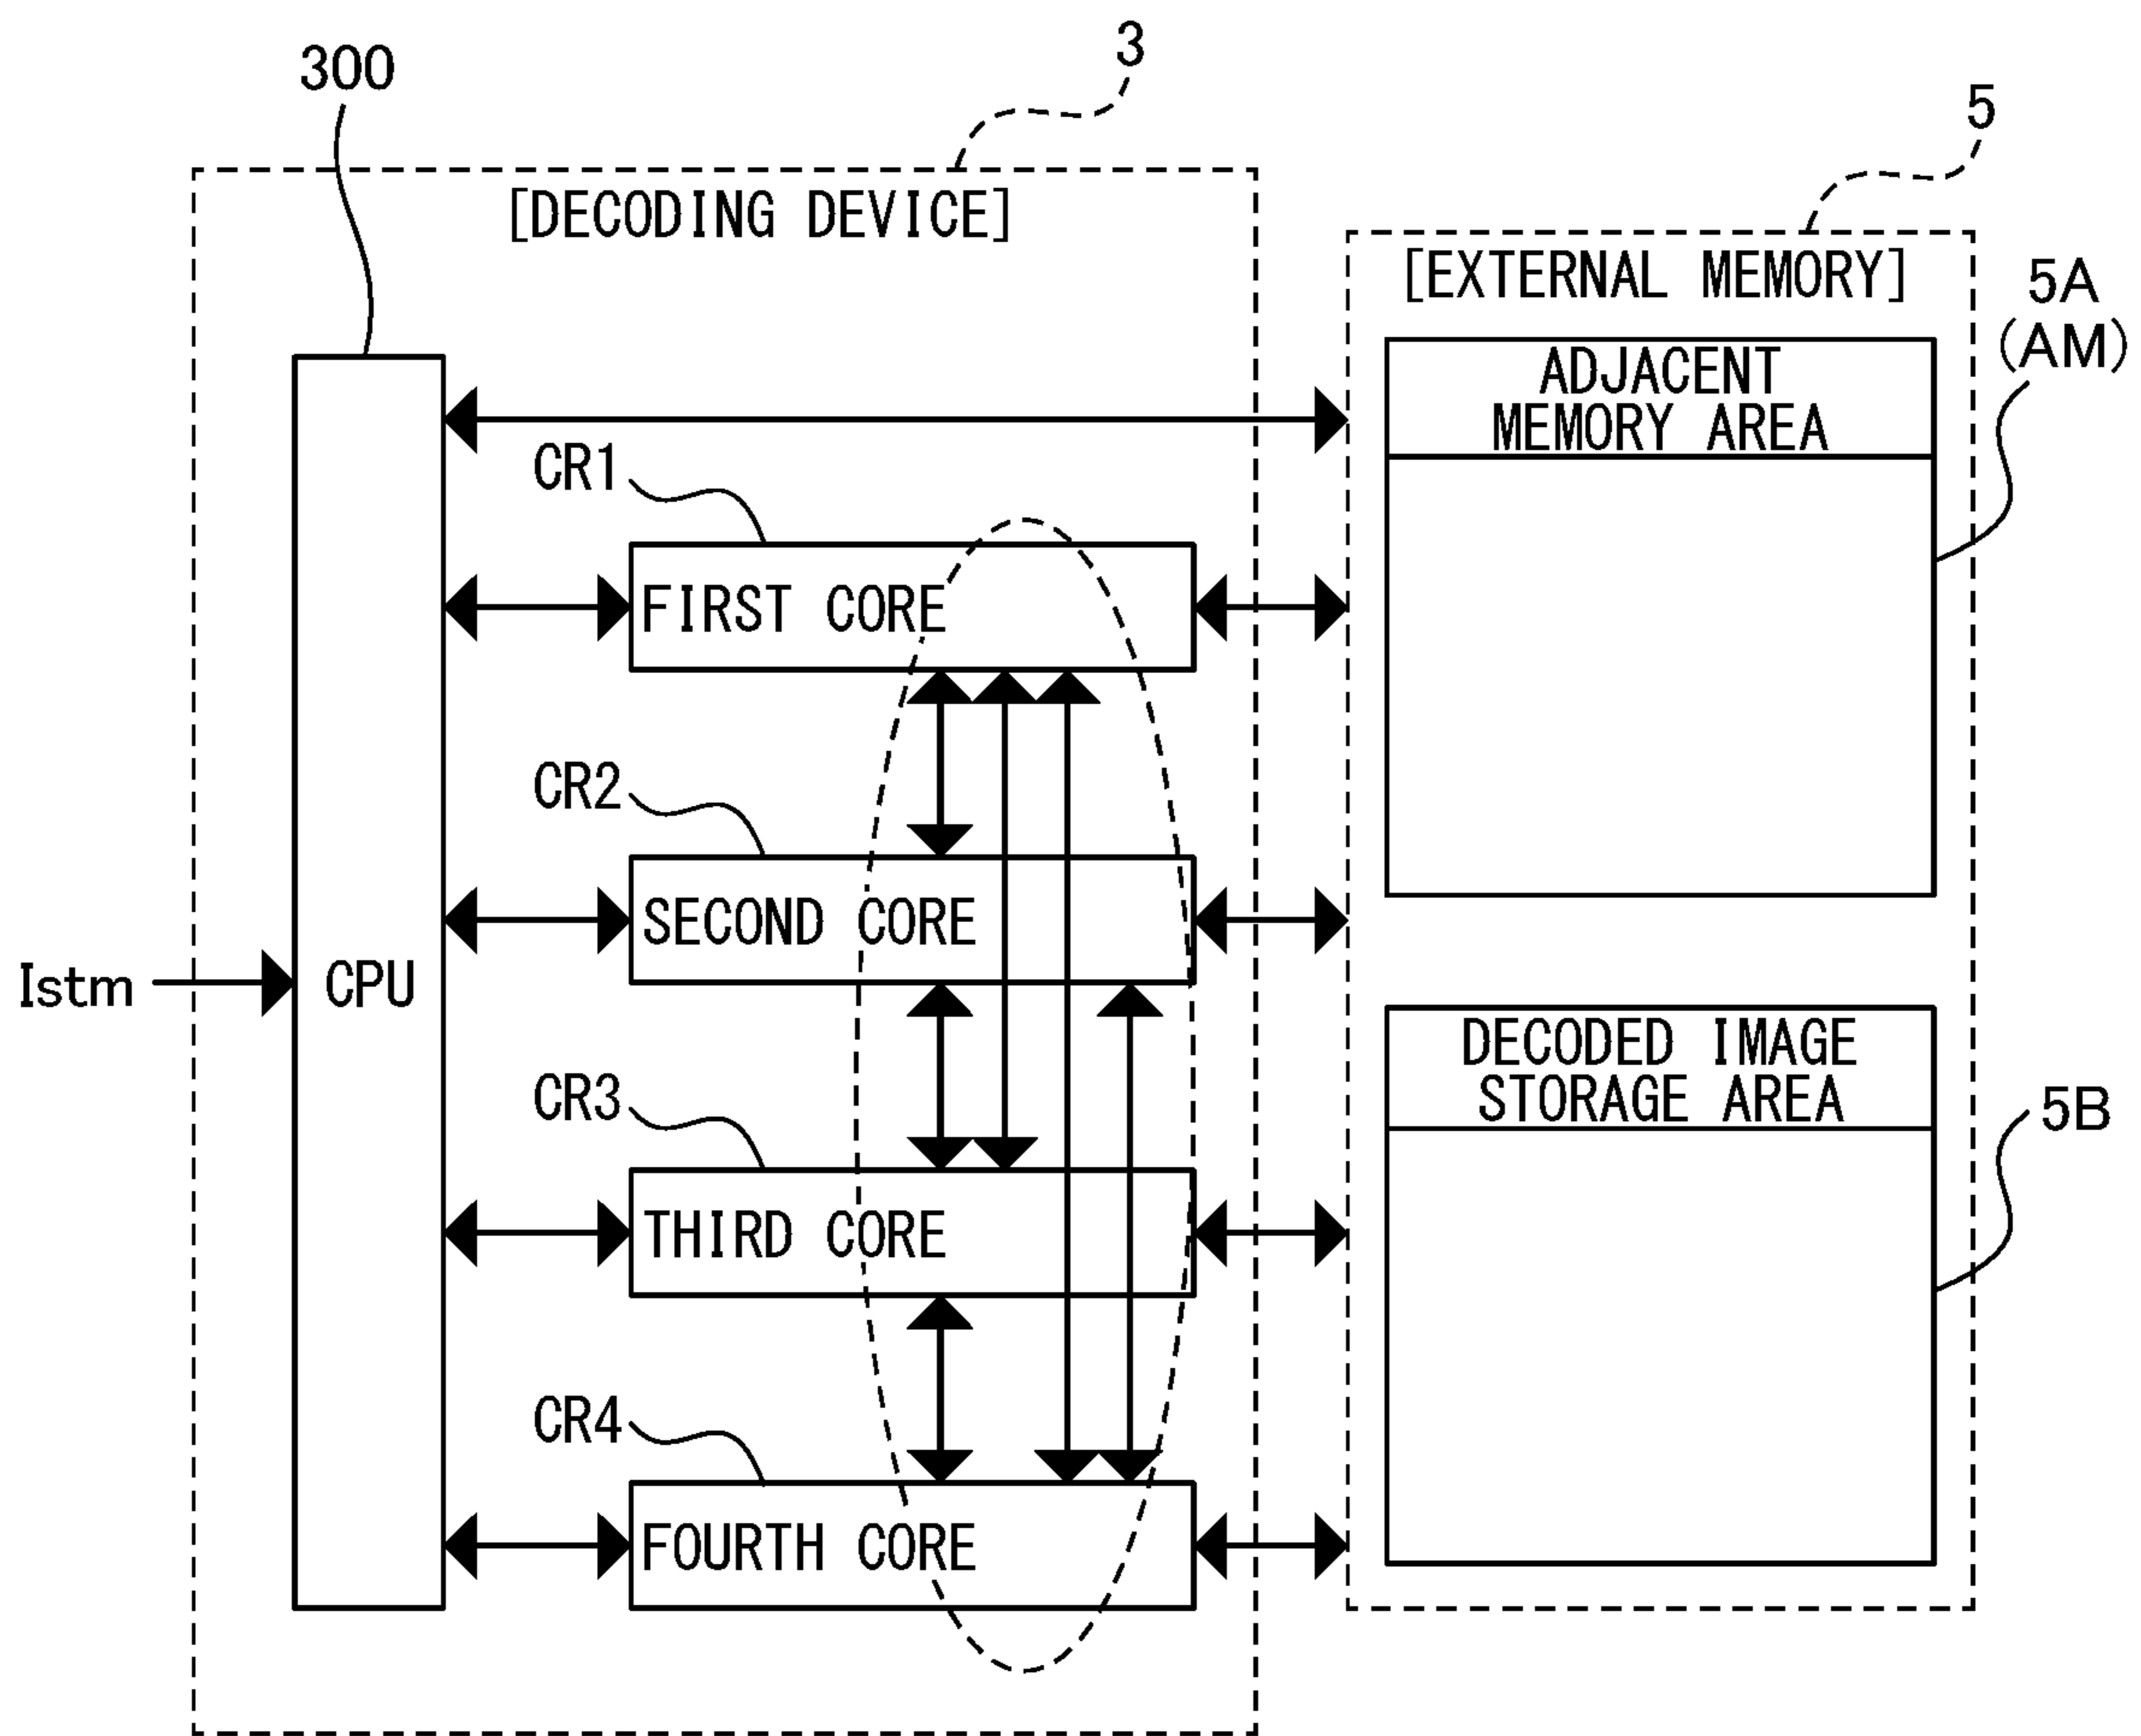 3
300
5
[DECODING DEVICE]
[EXTERNAL MEMORY]
5A
(AM)
ADJACENT
MEMORY AREA
CR1
FIRST CORE
CR2
SECOND CORE
Istm
CPU
DECODED IMAGE
STORAGE AREA
CR3
5B
THIRD CORE
CR4
FOURTH CORE